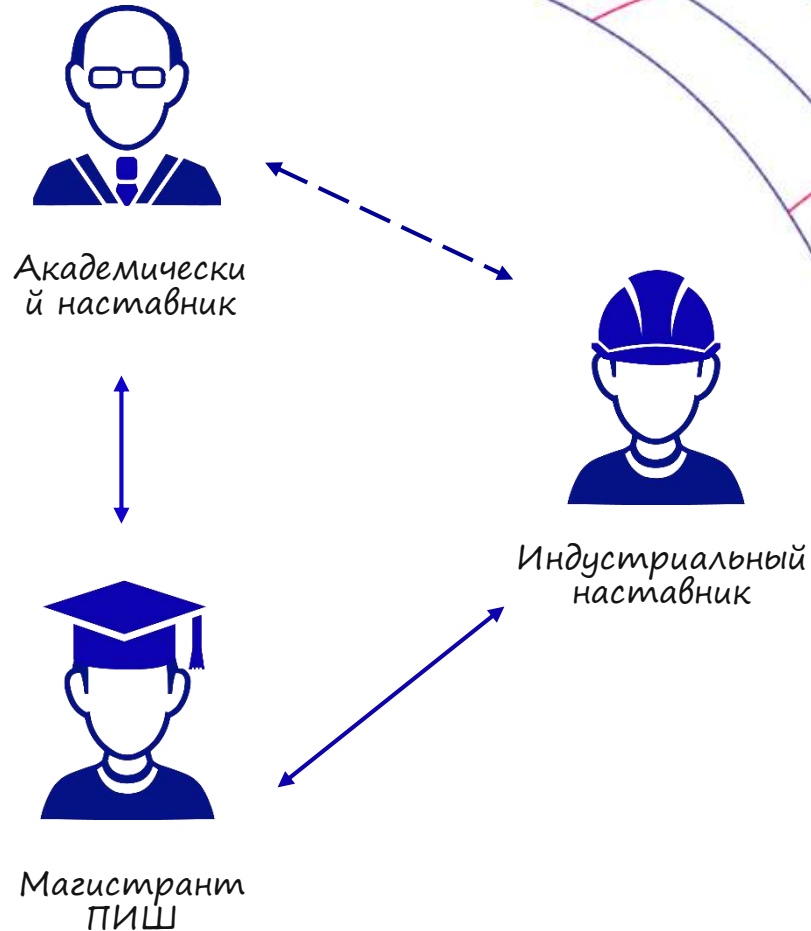 Академически
й наставник
Индустриальный
наставник
Магистрант
ПИШ